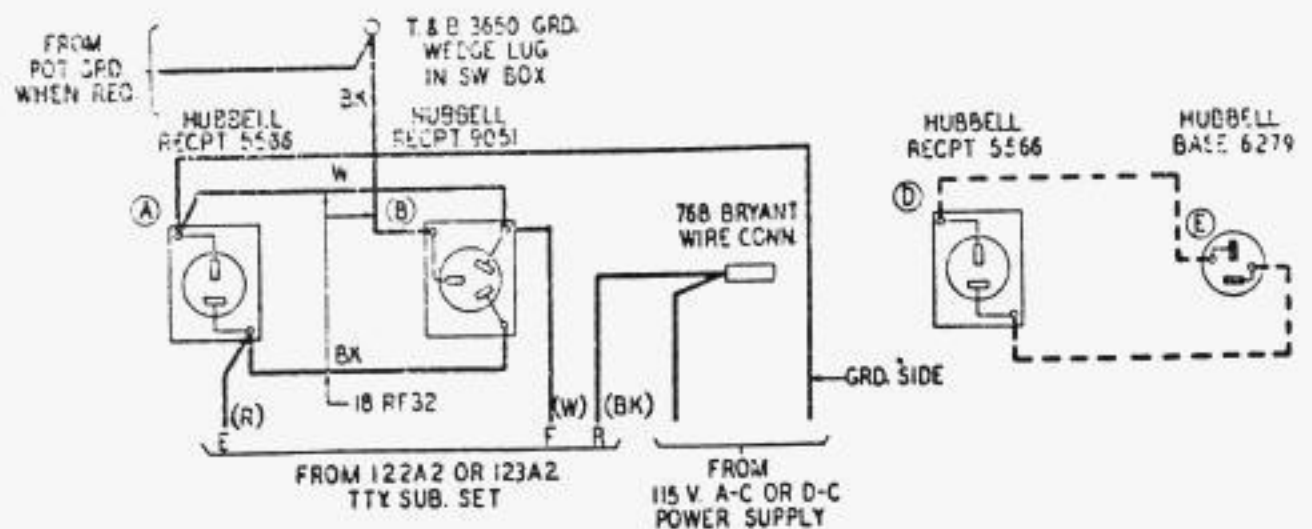 FROM
POT GRD.
WHEN REQ.
T. & B. 3650 GRD.
WEDGE LUG
IN SW BOX
BK
HUBBELL
RECPT 5566
HUBBELL
RECPT 9051
HUBBELL
RECPT 5566
HUBBELL
BASE 6279
W
(A)
(B)
(D)
(E)
76B BRYANT
WIRE CONN.
BK
GRD. SIDE
18 RF32
(R)
(W)
(BK)
E
F
R
FROM 122A2 OR 123A2
TTY SUB. SET
FROM
115 V. A-C OR D-C
POWER SUPPLY